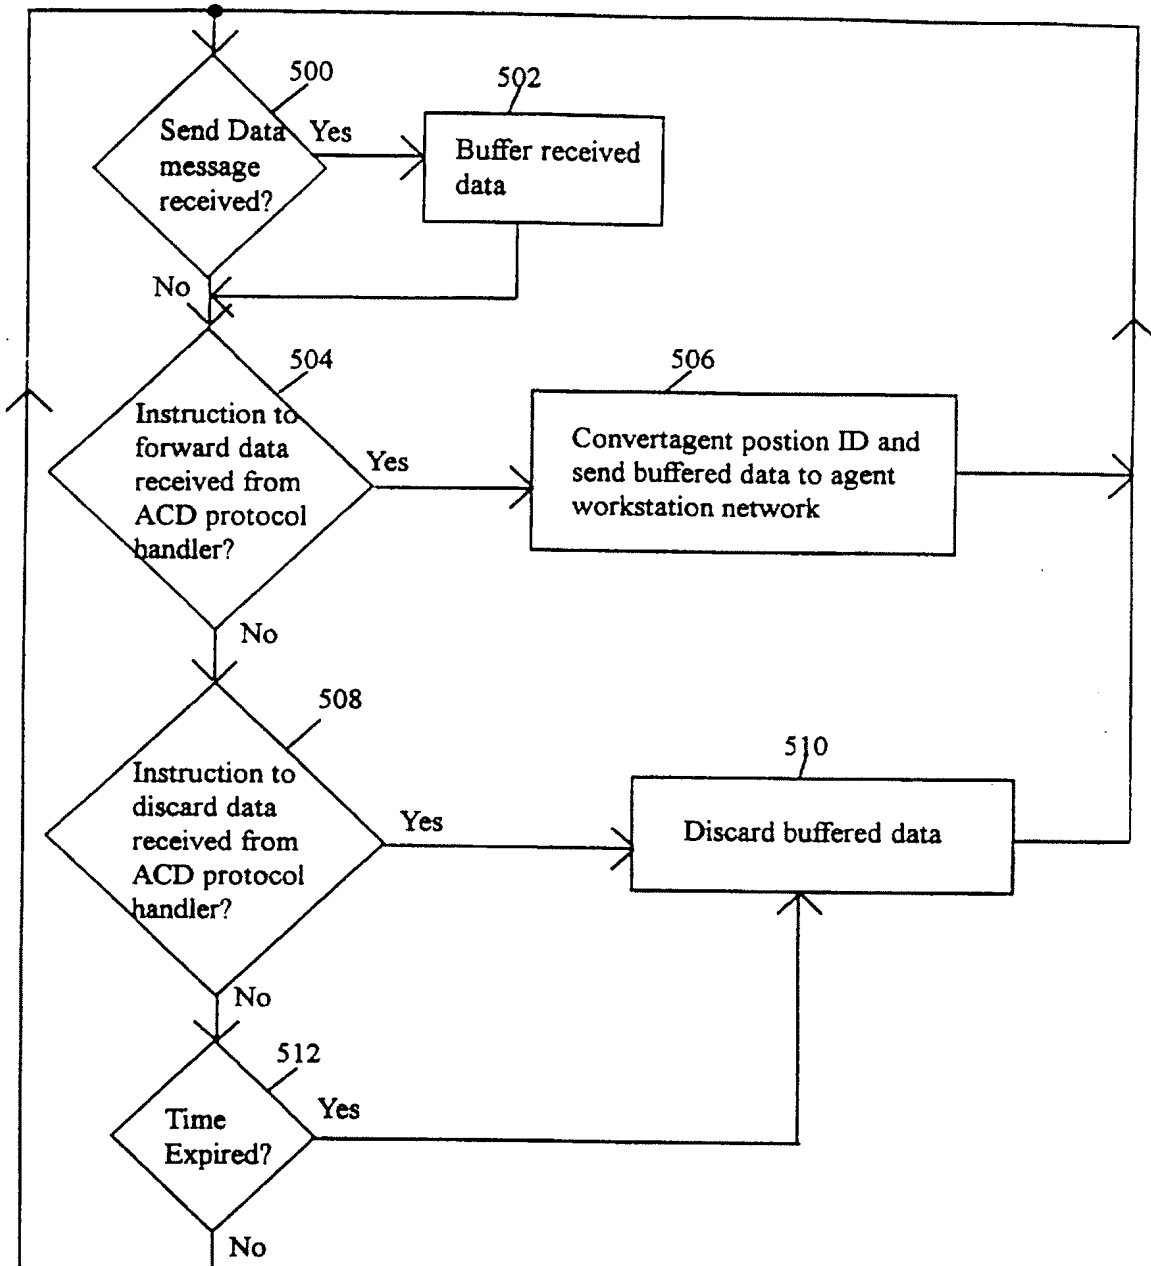 500
Send Data
message
received?
Yes
502
Buffer received
data
No
504
Instruction to
forward data
received from
ACD protocol
handler?
Yes
506
Convertagent postion ID and
send buffered data to agent
workstation network
No
508
Instruction to
discard data
received from
ACD protocol
handler?
Yes
510
Discard buffered data
No
512
Time
Expired?
Yes
No